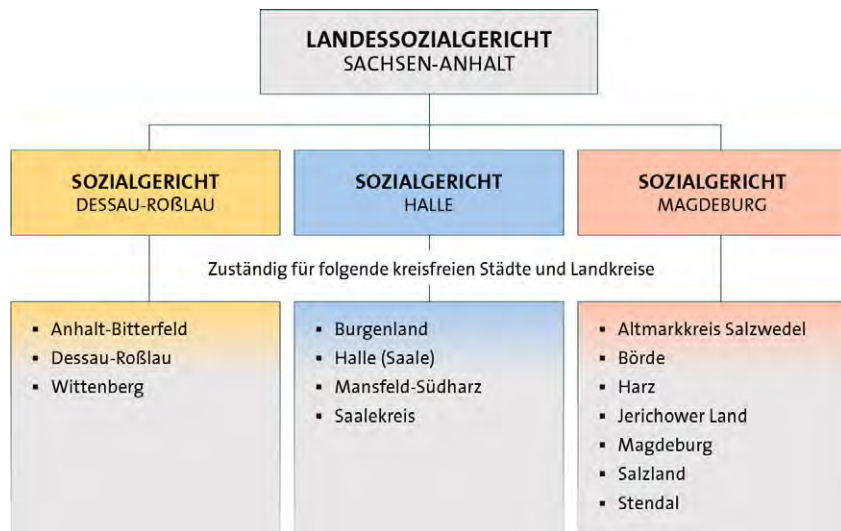 LANDESSOZIALGERICHT
SACHSEN-ANHALT
SOZIALGERICHT
DESSAU-ROẞLAU
SOZIALGERICHT
HALLE
SOZIALGERICHT
MAGDEBURG
Zuständig für folgende kreisfreien Städte und Landkreise
▪ Anhalt-Bitterfeld
▪ Dessau-Roßlau
▪ Wittenberg
▪ Burgenland
▪ Halle (Saale)
▪ Mansfeld-Südharz
▪ Saalekreis
▪ Altmarkkreis Salzwedel
▪ Börde
▪ Harz
▪ Jerichower Land
▪ Magdeburg
▪ Salzland
▪ Stendal